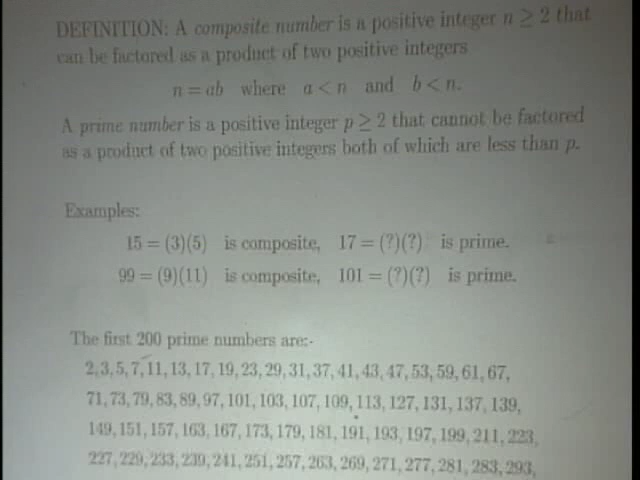 DEFINITION: A composite number is a positive integer n ≥ 2 that
can be factored as a product of two positive integers
n = ab where a < n and b < n.
A prime number is a positive integer p ≥ 2 that cannot be factored
as a product of two positive integers both of which are less than p.
Examples:
15 = (3)(5) is composite, 17 = (?)(?) is prime.
99 = (9)(11) is composite, 101 = (?)(?) is prime.
The first 200 prime numbers are:-
2, 3, 5, 7, 11, 13, 17, 19, 23, 29, 31, 37, 41, 43, 47, 53, 59, 61, 67,
71, 73, 79, 83, 89, 97, 101, 103, 107, 109, 113, 127, 131, 137, 139,
149, 151, 157, 163, 167, 173, 179, 181, 191, 193, 197, 199, 211, 223,
227, 229, 233, 239, 241, 251, 257, 263, 269, 271, 277, 281, 283, 293,